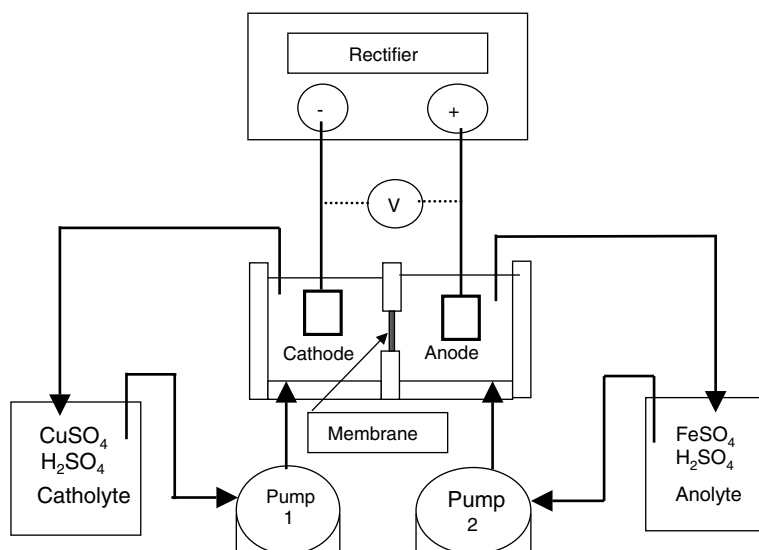 Rectifier
- +
V
Cathode Anode
Membrane
CuSO₄
H₂SO₄
Catholyte
Pump
1
Pump
2
FeSO₄
H₂SO₄
Anolyte